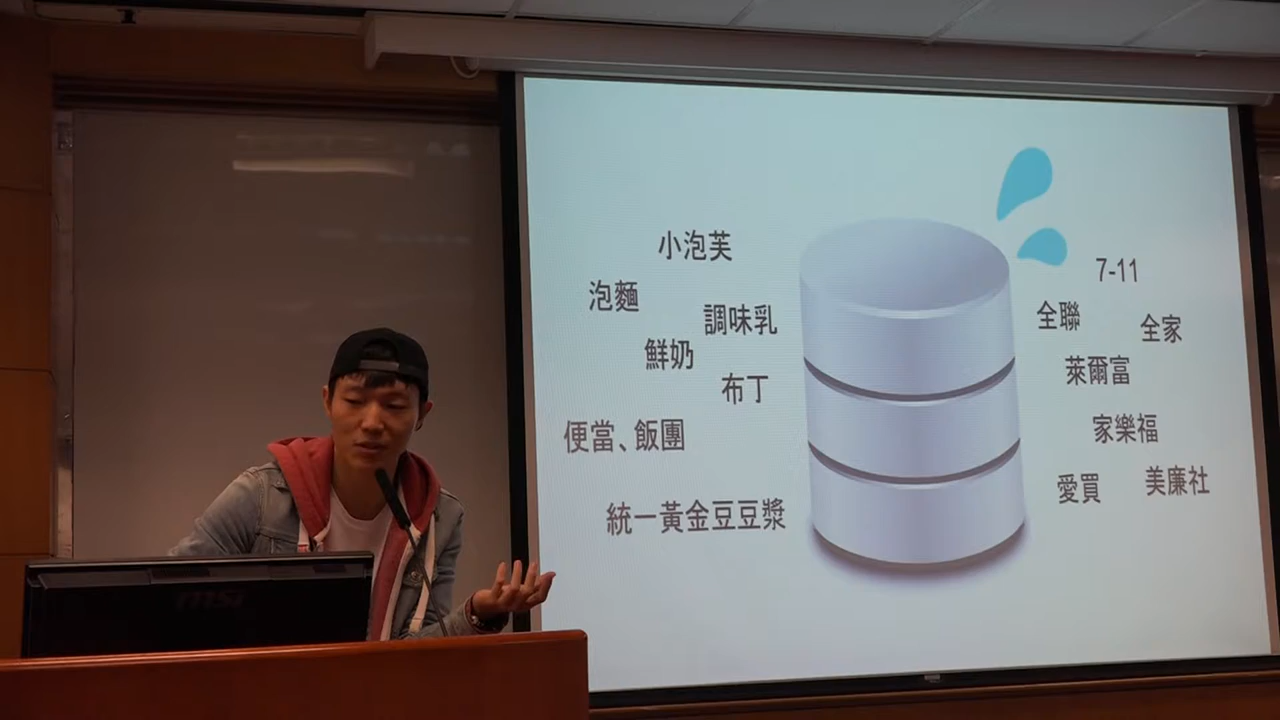 小泡芙
泡麵
調味乳
鮮奶
布丁
便當、飯團
統一黃金豆豆漿
7-11
全聯
全家
萊爾富
家樂福
愛買
美廉社
msi